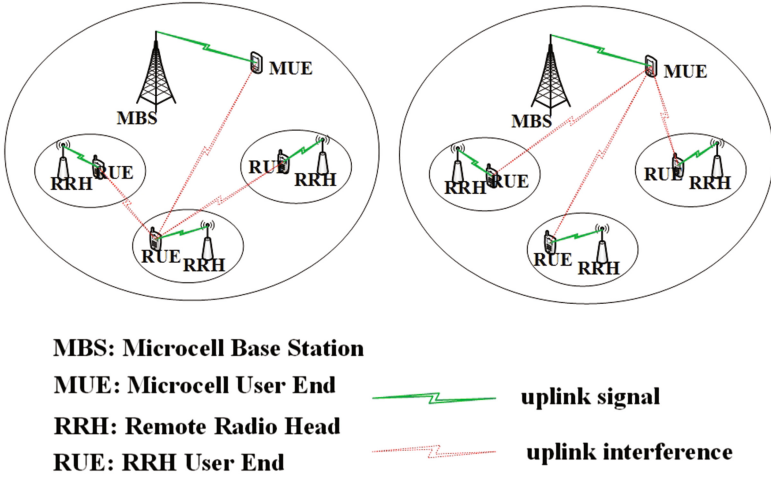 MUE
MBS
RUE
RRH
RUE
RRH
RUE
RRH
MUE
MBS
RUE
RRH
RUE
RRH
RUE
RRH
MBS: Microcell Base Station
MUE: Microcell User End
RRH: Remote Radio Head
RUE: RRH User End
uplink signal
uplink interference